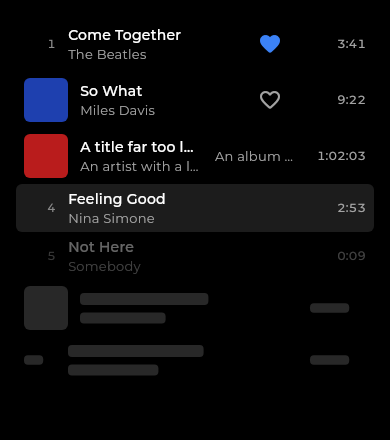 1 Come Together 3:41
The Beatles
So What 9:22
Miles Davis
A title far too l...
An artist with a l... An album ... 1:02:03
4 Feeling Good 2:53
Nina Simone
5 Not Here 0:09
Somebody